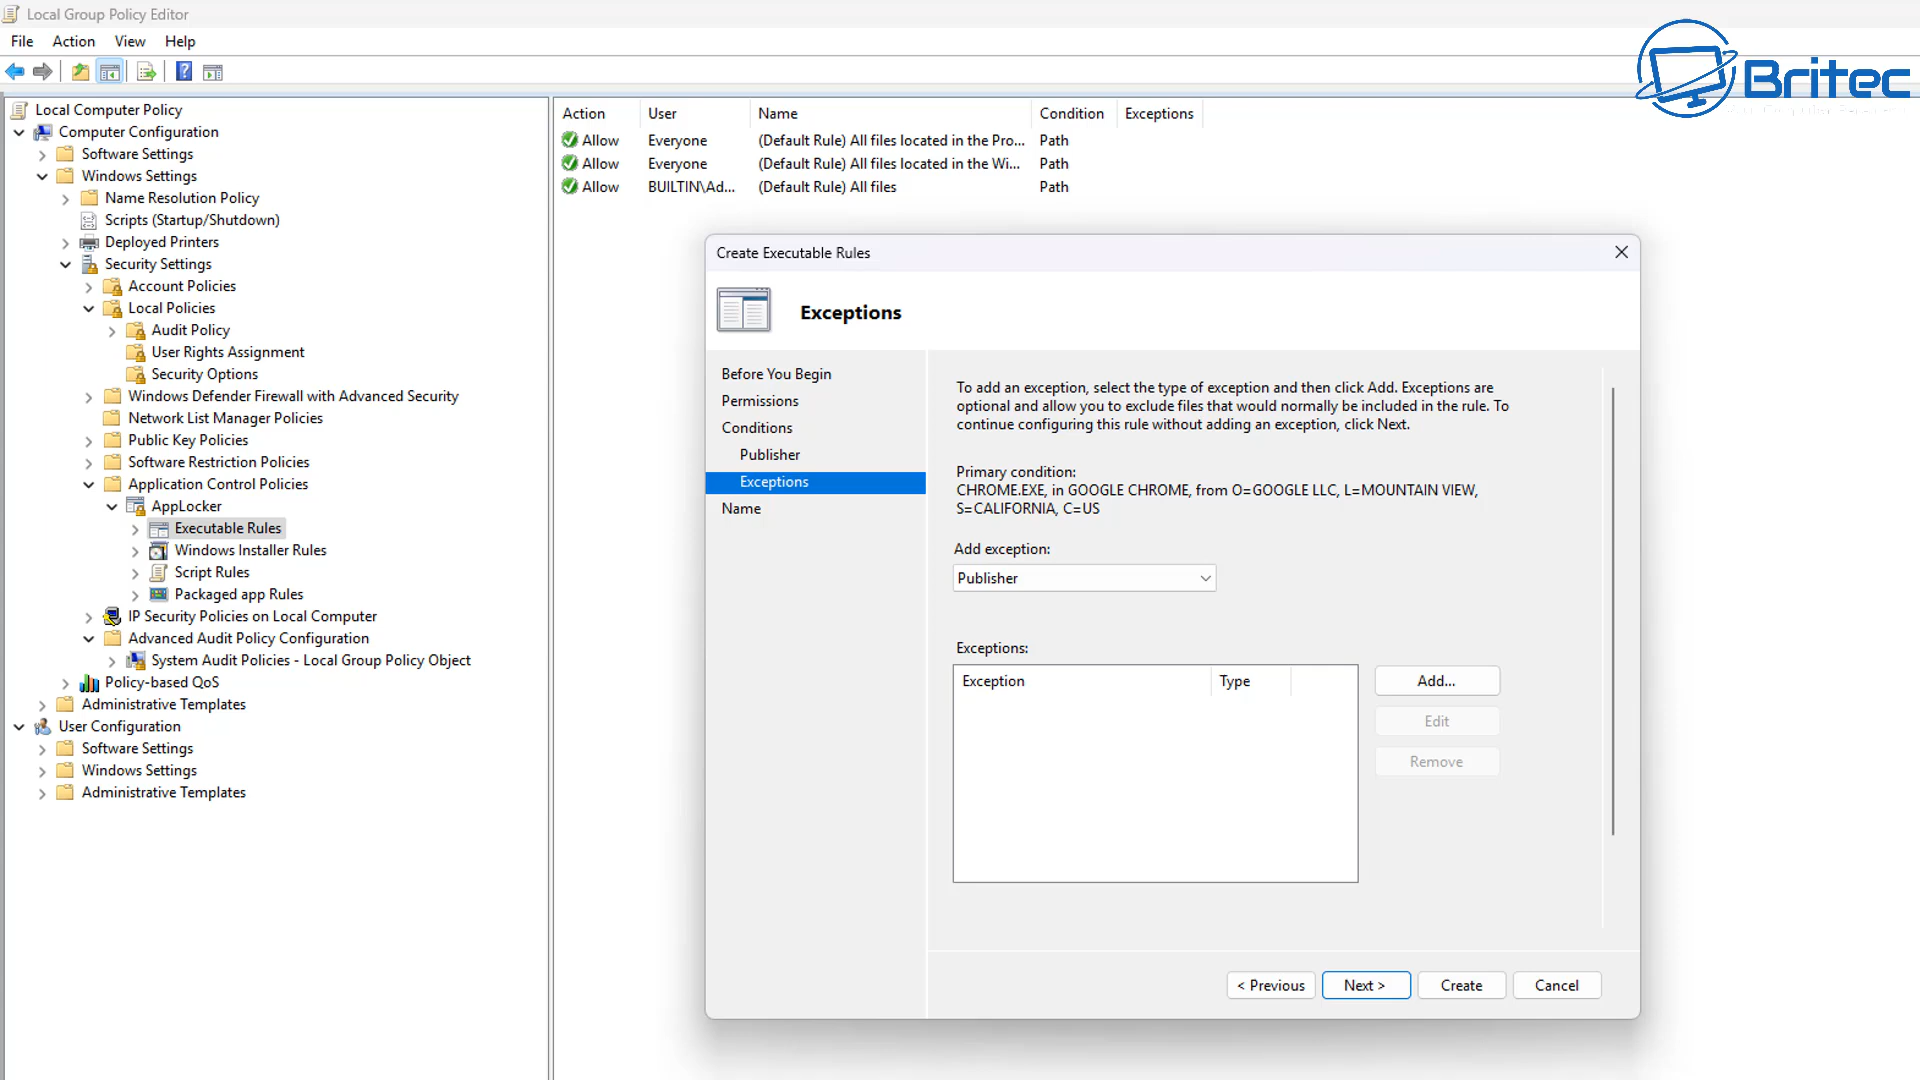 Local Group Policy Editor
File Action View Help
Britec
Local Computer Policy
Computer Configuration
Software Settings
Windows Settings
Name Resolution Policy
Scripts (Startup/Shutdown)
Deployed Printers
Security Settings
Account Policies
Local Policies
Audit Policy
User Rights Assignment
Security Options
Windows Defender Firewall with Advanced Security
Network List Manager Policies
Public Key Policies
Software Restriction Policies
Application Control Policies
AppLocker
Executable Rules
Windows Installer Rules
Script Rules
Packaged app Rules
IP Security Policies on Local Computer
Advanced Audit Policy Configuration
System Audit Policies - Local Group Policy Object
Policy-based QoS
Administrative Templates
User Configuration
Software Settings
Windows Settings
Administrative Templates
Action User Name Condition Exceptions
Allow Everyone (Default Rule) All files located in the Pro... Path
Allow Everyone (Default Rule) All files located in the Wi... Path
Allow BUILTIN\Ad... (Default Rule) All files Path
Create Executable Rules
Exceptions
Before You Begin
Permissions
Conditions
Publisher
Exceptions
Name
To add an exception, select the type of exception and then click Add. Exceptions are
optional and allow you to exclude files that would normally be included in the rule. To
continue configuring this rule without adding an exception, click Next.
Primary condition:
CHROME.EXE, in GOOGLE CHROME, from O=GOOGLE LLC, L=MOUNTAIN VIEW,
S=CALIFORNIA, C=US
Add exception:
Publisher
Exceptions:
Exception Type
Add...
Edit
Remove
< Previous Next > Create Cancel